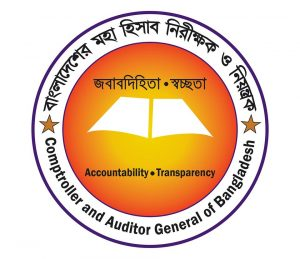 বাংলাদেশের মহা হিসাব নিরীক্ষক ও নিয়ন্ত্রক
জবাবদিহিতা • স্বচ্ছতা
Accountability • Transparency
Comptroller and Auditor General of Bangladesh